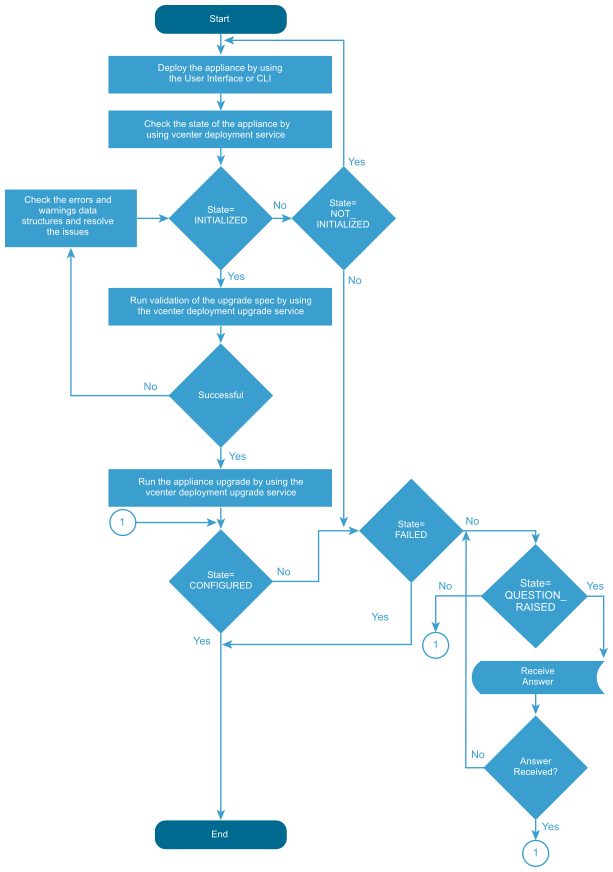 Start
Deploy the appliance by using
the User Interface or CLI
Check the state of the appliance by
using vcenter deployment service
Yes
Check the errors and
warnings data
structures and resolve
the issues
State=
INITIALIZED
No
State=
NOT_
INITIALIZED
Yes
No
Run validation of the upgrade spec by using
the vcenter deployment upgrade service
No
Successful
Yes
Run the appliance upgrade by using the
vcenter deployment upgrade service
1
State=
FAILED
No
State=
CONFIGURED
No
State=
QUESTION_
RAISED
No
Yes
Yes
Yes
1
Receive
Answer
No
Answer
Received?
Yes
End
1